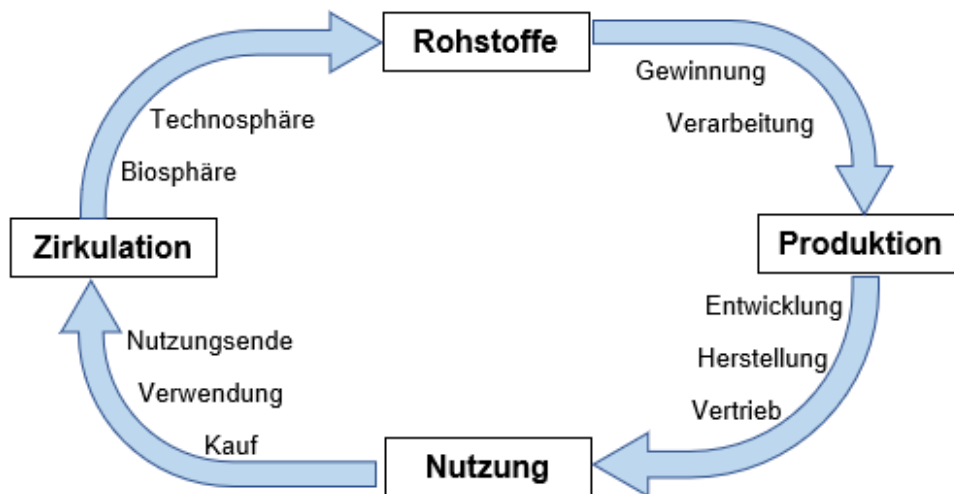 Rohstoffe
Gewinnung
Verarbeitung
Technosphäre
Biosphäre
Zirkulation
Produktion
Entwicklung
Herstellung
Vertrieb
Nutzungsende
Verwendung
Kauf
Nutzung